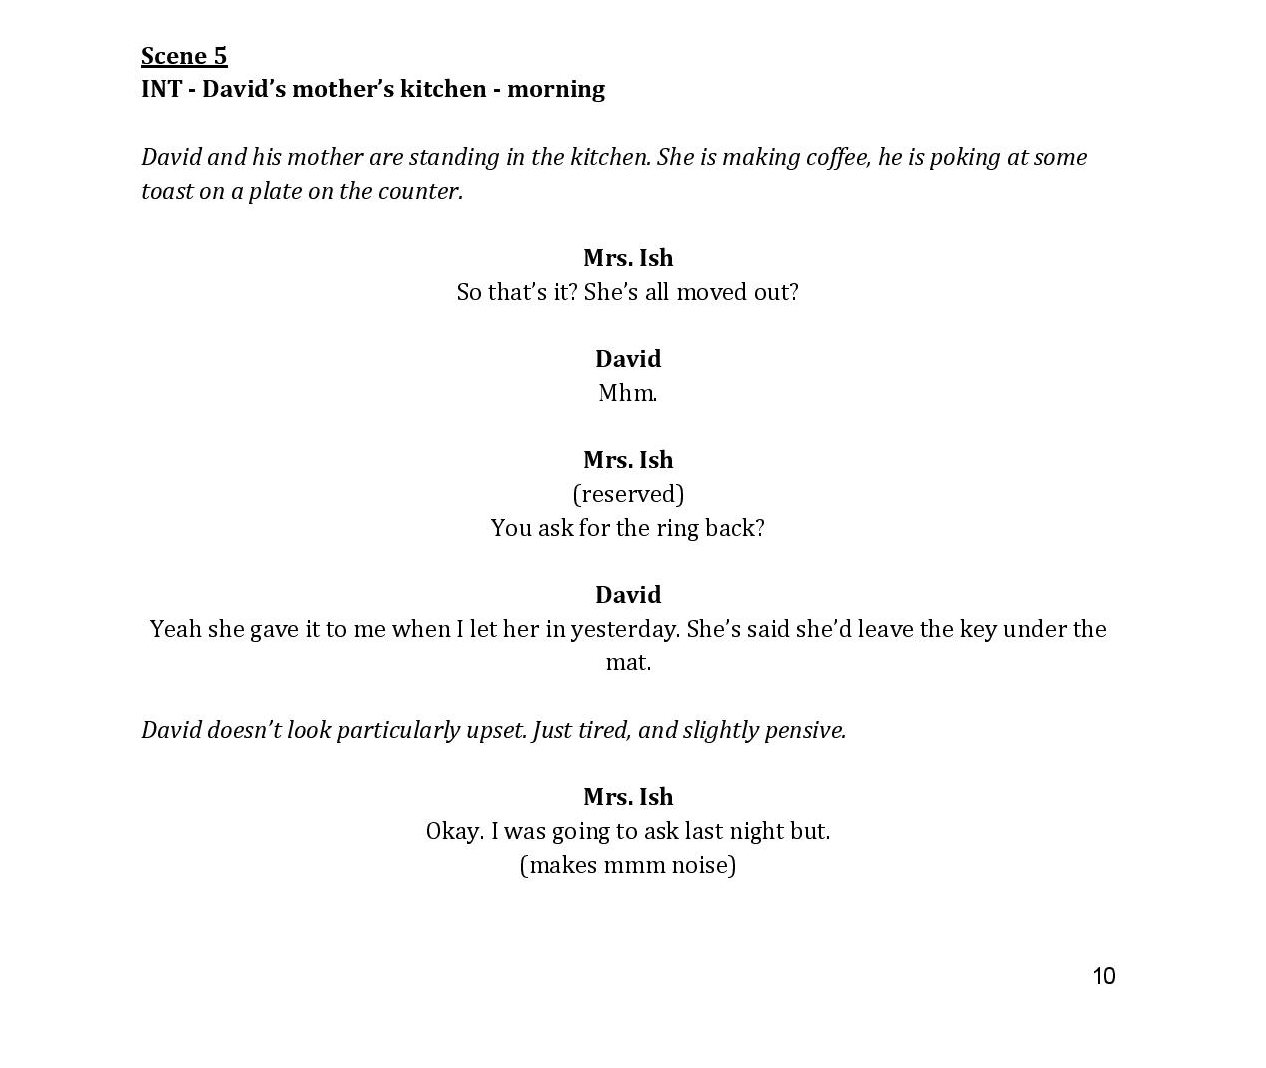 Scene 5
INT - David’s mother’s kitchen - morning
David and his mother are standing in the kitchen. She is making coffee, he is poking at some
toast on a plate on the counter.
Mrs. Ish
So that’s it? She’s all moved out?
David
Mhm.
Mrs. Ish
(reserved)
You ask for the ring back?
David
Yeah she gave it to me when I let her in yesterday. She’s said she’d leave the key under the
mat.
David doesn’t look particularly upset. Just tired, and slightly pensive.
Mrs. Ish
Okay. I was going to ask last night but.
(makes mmm noise)
10